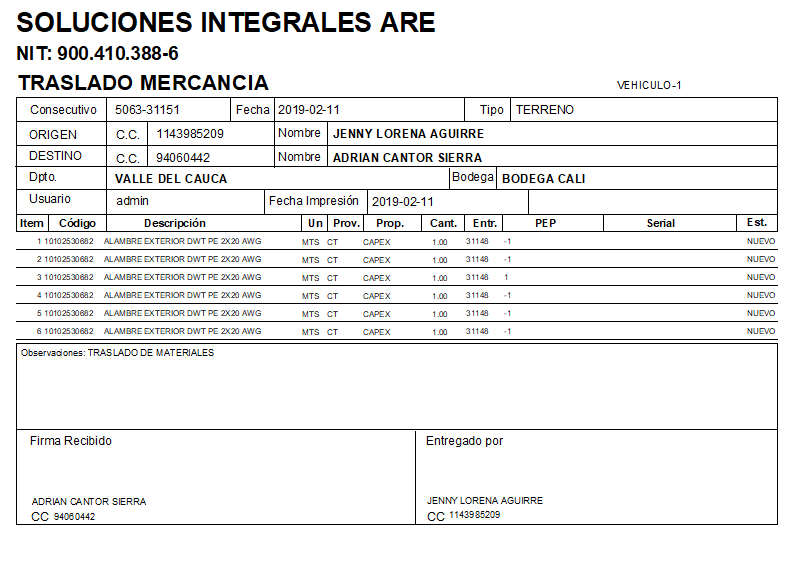 SOLUCIONES INTEGRALES ARE
NIT: 900.410.388-6
TRASLADO MERCANCIA VEHICULO-1
Consecutivo 5063-31151 Fecha 2019-02-11 Tipo TERRENO
ORIGEN C.C. 1143985209 Nombre JENNY LORENA AGUIRRE
DESTINO C.C. 94060442 Nombre ADRIAN CANTOR SIERRA
Dpto. VALLE DEL CAUCA Bodega BODEGA CALI
Usuario admin Fecha Impresión 2019-02-11
Item Código Descripción Un Prov. Prop. Cant. Entr. PEP Serial Est.
1 10102530682 ALAMBRE EXTERIOR DWT PE 2X20 AWG MTS CT CAPEX 1.00 31148 -1 NUEVO
2 10102530682 ALAMBRE EXTERIOR DWT PE 2X20 AWG MTS CT CAPEX 1.00 31148 -1 NUEVO
3 10102530682 ALAMBRE EXTERIOR DWT PE 2X20 AWG MTS CT CAPEX 1.00 31148 1 NUEVO
4 10102530682 ALAMBRE EXTERIOR DWT PE 2X20 AWG MTS CT CAPEX 1.00 31148 -1 NUEVO
5 10102530682 ALAMBRE EXTERIOR DWT PE 2X20 AWG MTS CT CAPEX 1.00 31148 -1 NUEVO
6 10102530682 ALAMBRE EXTERIOR DWT PE 2X20 AWG MTS CT CAPEX 1.00 31148 -1 NUEVO
Observaciones: TRASLADO DE MATERIALES
Firma Recibido Entregado por
ADRIAN CANTOR SIERRA JENNY LORENA AGUIRRE
CC 94060442 CC 1143985209